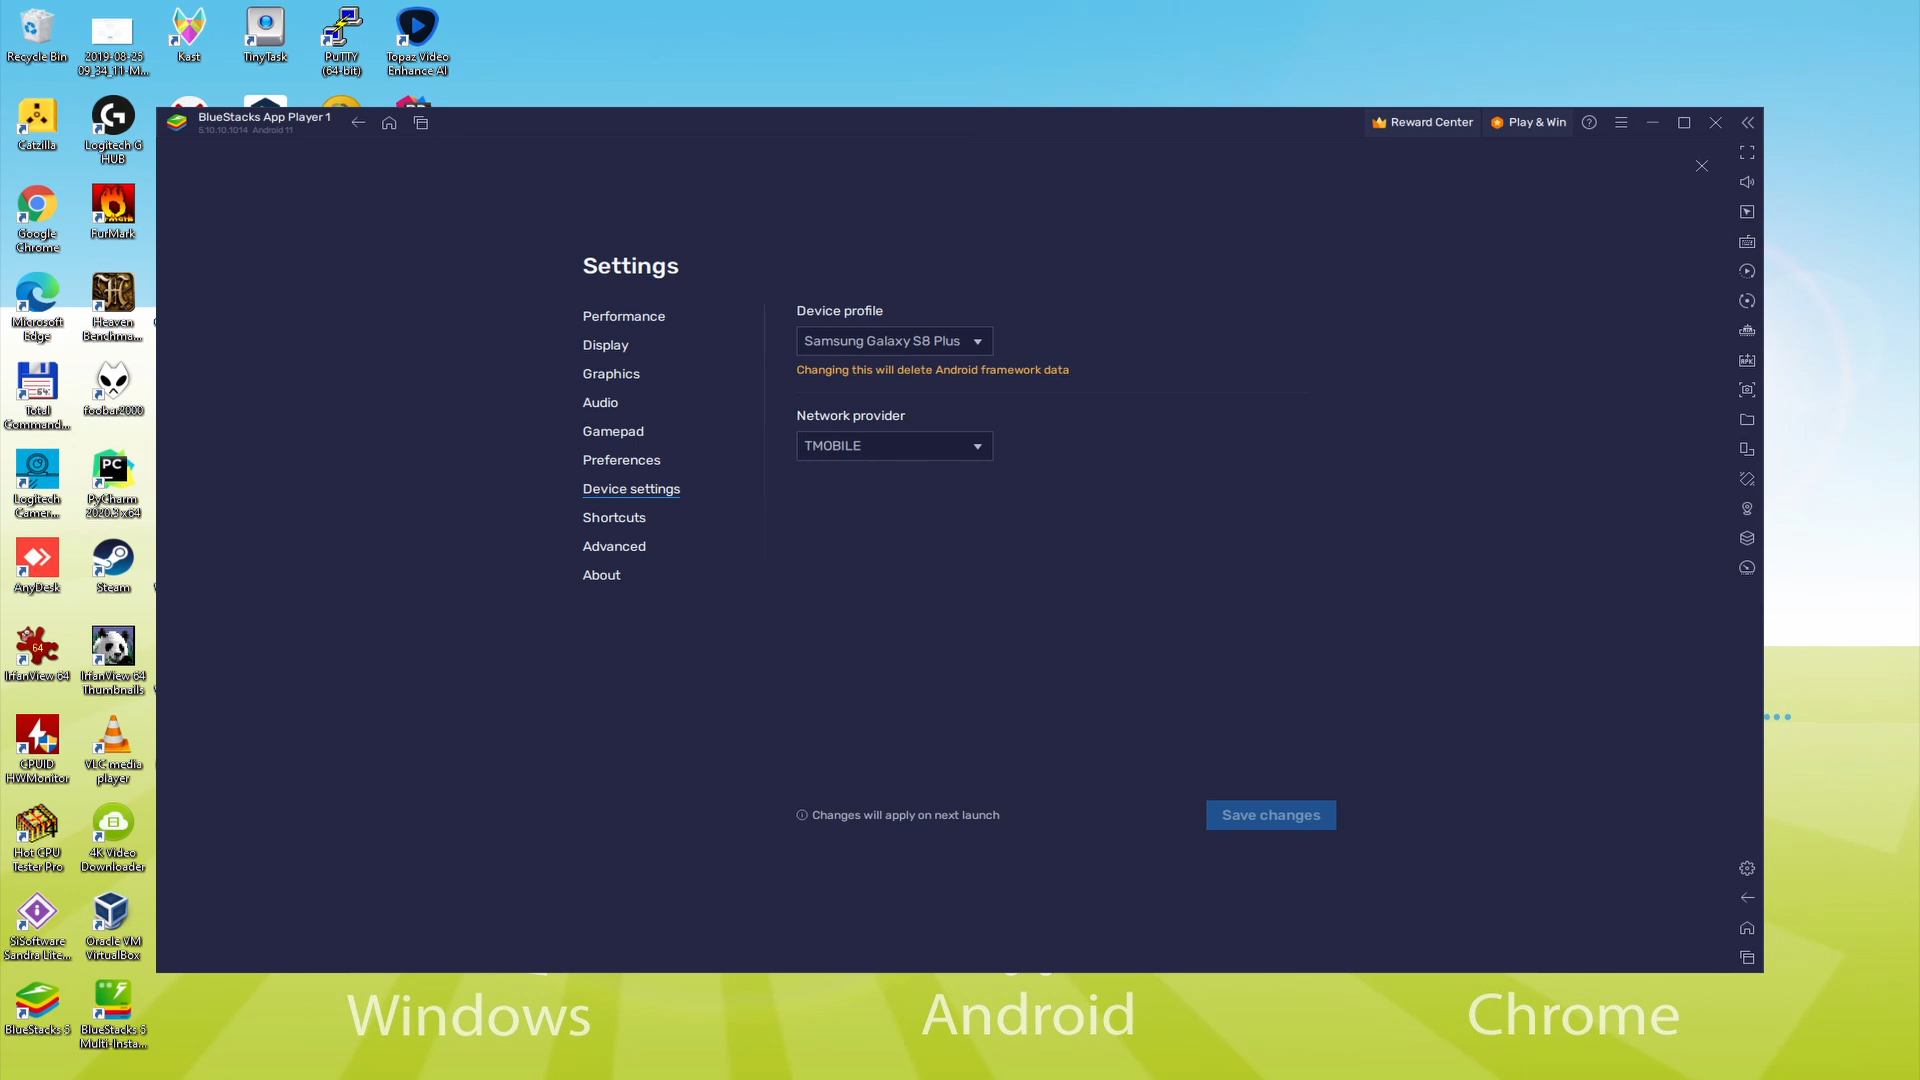 Recycle Bin
2019-08-25
09_34_11-M...
Kast
TinyTask
PuTTY
(64-bit)
Topaz Video
Enhance AI
Catzilla
Logitech G
HUB
Google
Chrome
FurMark
Microsoft
Edge
Heaven
Benchma...
64
Total
Command...
foobar2000
Logitech
Camer...
PC
PyCharm
2020.3 x64
AnyDesk
Steam
64
IrfanView 64
IrfanView 64
Thumbnails
CPUID
HWMonitor
VLC media
player
4
Hot CPU
Tester Pro
4K Video
Downloader
SiSoftware
Sandra Lite...
Oracle VM
VirtualBox
BlueStacks 5
BlueStacks 5
Multi-Insta...
BlueStacks App Player 1
5.10.10.1014 Android 11
Reward Center
Play & Win
Settings
Performance
Display
Graphics
Audio
Gamepad
Preferences
Device settings
Shortcuts
Advanced
About
Device profile
Samsung Galaxy S8 Plus
Changing this will delete Android framework data
Network provider
TMOBILE
Changes will apply on next launch
Save changes
Windows
Android
Chrome